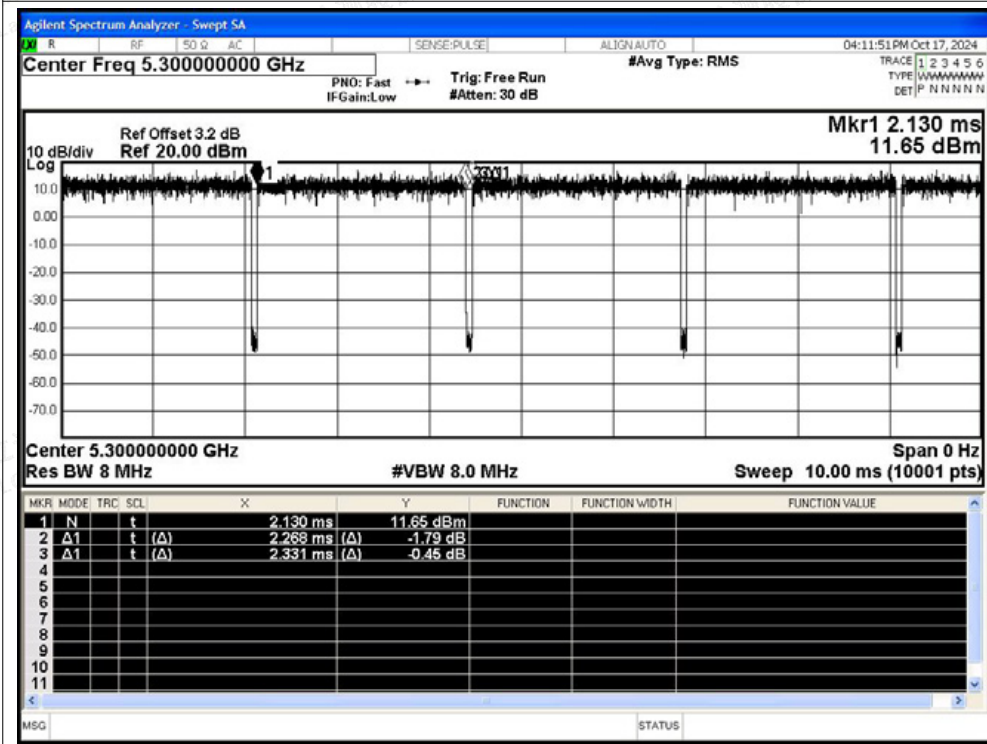 Agilent Spectrum Analyzer - Swept SA
LXI R RF 50 Ω AC SENSE:PULSE ALIGN AUTO 04:11:51 PM Oct 17, 2024
Center Freq 5.300000000 GHz #Avg Type: RMS TRACE 1 2 3 4 5 6
PNO: Fast Trig: Free Run TYPE WWWWWW
IFGain:Low #Atten: 30 dB DET P N N N N N
Mkr1 2.130 ms
Ref Offset 3.2 dB
10 dB/div Ref 20.00 dBm 11.65 dBm
Log
1
10.0
0.00
-10.0
-20.0
-30.0
-40.0
-50.0
-60.0
-70.0
Center 5.300000000 GHz Span 0 Hz
Res BW 8 MHz #VBW 8.0 MHz Sweep 10.00 ms (10001 pts)
MKR MODE TRC SCL X Y FUNCTION FUNCTION WIDTH FUNCTION VALUE
1 N t 2.130 ms 11.65 dBm
2 Δ1 t (Δ) 2.268 ms (Δ) -1.79 dB
3 Δ1 t (Δ) 2.331 ms (Δ) -0.45 dB
4
5
6
7
8
9
10
11
MSG STATUS